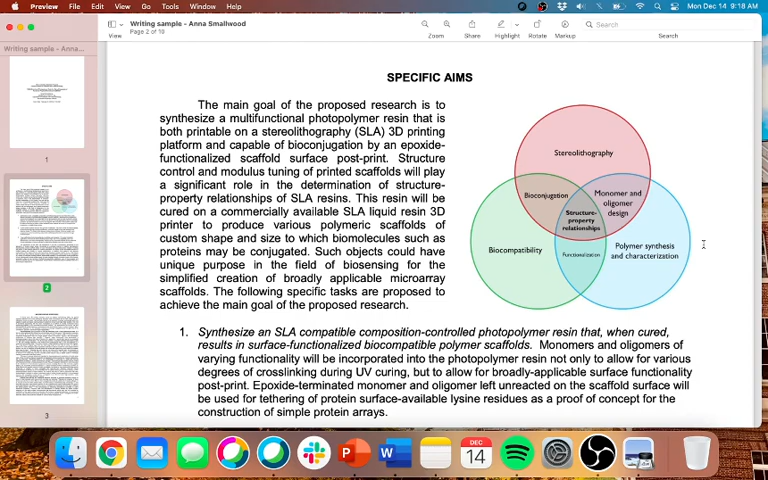 Preview File Edit View Go Tools Window Help Mon Dec 14 9:18 AM
Writing sample - Anna Smallwood
Page 2 of 10
Search
View Zoom Share Highlight Rotate Markup Search
Writing sample - Anna...
1
2
3
SPECIFIC AIMS
The main goal of the proposed research is to
synthesize a multifunctional photopolymer resin that is
both printable on a stereolithography (SLA) 3D printing
platform and capable of bioconjugation by an epoxide-
functionalized scaffold surface post-print. Structure
control and modulus tuning of printed scaffolds will play
a significant role in the determination of structure-
property relationships of SLA resins. This resin will be
cured on a commercially available SLA liquid resin 3D
printer to produce various polymeric scaffolds of
custom shape and size to which biomolecules such as
proteins may be conjugated. Such objects could have
unique purpose in the field of biosensing for the
simplified creation of broadly applicable microarray
scaffolds. The following specific tasks are proposed to
achieve the main goal of the proposed research.
Stereolithography
Bioconjugation
Monomer and
oligomer
design
Structure-
property
relationships
Biocompatibility
Functionalization
Polymer synthesis
and characterization
1. Synthesize an SLA compatible composition-controlled photopolymer resin that, when cured,
results in surface-functionalized biocompatible polymer scaffolds. Monomers and oligomers of
varying functionality will be incorporated into the photopolymer resin not only to allow for various
degrees of crosslinking during UV curing, but to allow for broadly-applicable surface functionality
post-print. Epoxide-terminated monomer and oligomer left unreacted on the scaffold surface will
be used for tethering of protein surface-available lysine residues as a proof of concept for the
construction of simple protein arrays.
DEC
14